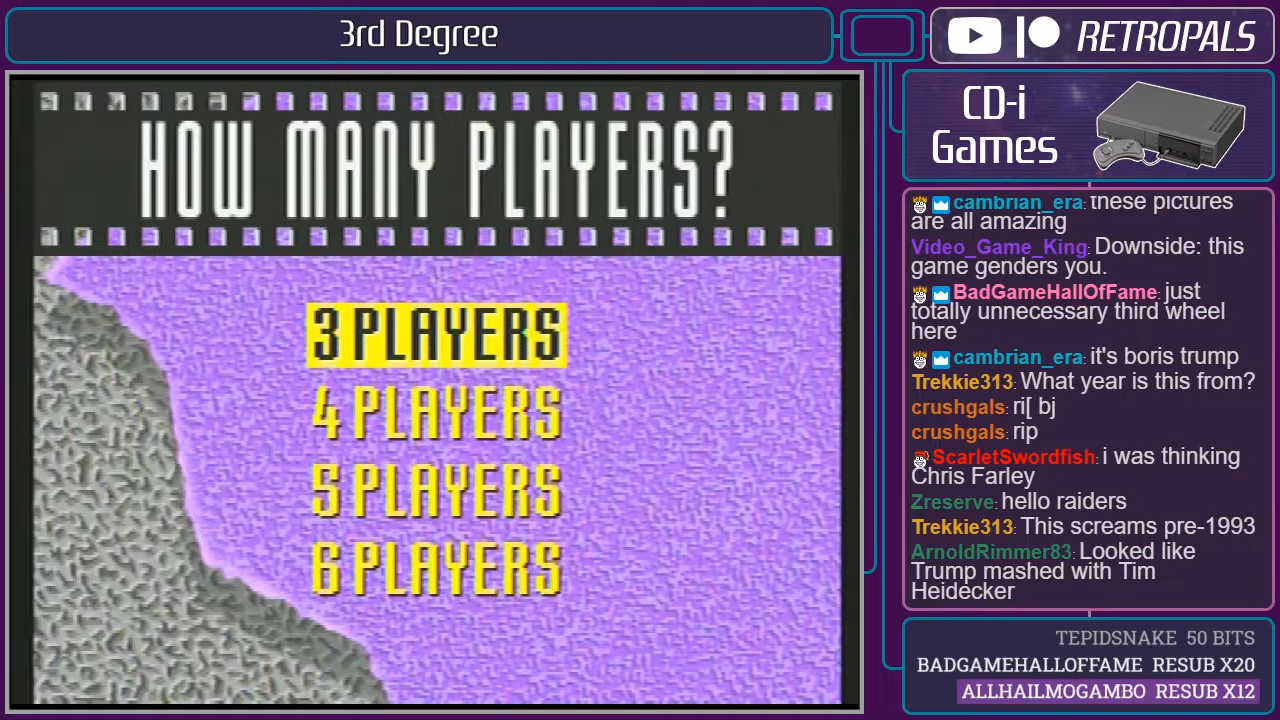 3rd Degree
RETROPALS
HOW MANY PLAYERS?
3 PLAYERS
4 PLAYERS
5 PLAYERS
6 PLAYERS
CD-i
Games
cambrian_era: these pictures
are all amazing
Video_Game_King: Downside: this
game genders you.
BadGameHallOfFame: just
totally unnecessary third wheel
here
cambrian_era: it's boris trump
Trekkie313: What year is this from?
crushgals: ri[ bj
crushgals: rip
ScarletSwordfish: i was thinking
Chris Farley
Zreserve: hello raiders
Trekkie313: This screams pre-1993
ArnoldRimmer83: Looked like
Trump mashed with Tim
Heidecker
TEPIDSNAKE 50 BITS
BADGAMEHALLOFFAME RESUB X20
ALLHAILMOGAMBO RESUB X12